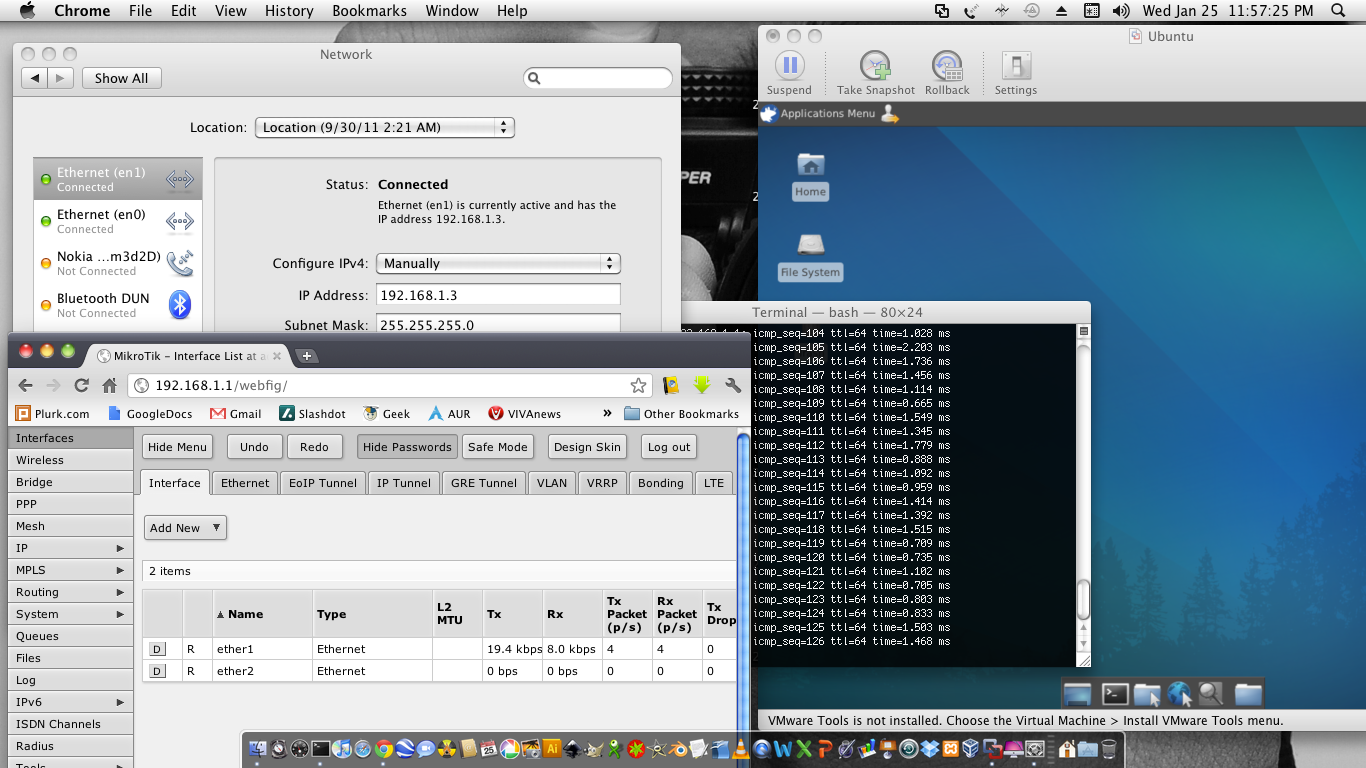 Chrome File Edit View History Bookmarks Window Help Wed Jan 25 11:57:25 PM
Network
Show All
Location: Location (9/30/11 2:21 AM)
Ethernet (en1)
Connected
Ethernet (en0)
Connected
Nokia ...m3d2D)
Not Connected
Bluetooth DUN
Not Connected
Status: Connected
Ethernet (en1) is currently active and has the
IP address 192.168.1.3.
Configure IPv4: Manually
IP Address: 192.168.1.3
Subnet Mask: 255.255.255.0
PER
Ubuntu
Suspend Take Snapshot Rollback Settings
Applications Menu
Home
File System
Terminal — bash — 80×24
icmp_seq=104 ttl=64 time=1.028 ms
icmp_seq=105 ttl=64 time=2.203 ms
icmp_seq=106 ttl=64 time=1.736 ms
icmp_seq=107 ttl=64 time=1.456 ms
icmp_seq=108 ttl=64 time=1.114 ms
icmp_seq=109 ttl=64 time=0.665 ms
icmp_seq=110 ttl=64 time=1.549 ms
icmp_seq=111 ttl=64 time=1.345 ms
icmp_seq=112 ttl=64 time=1.779 ms
icmp_seq=113 ttl=64 time=0.888 ms
icmp_seq=114 ttl=64 time=1.092 ms
icmp_seq=115 ttl=64 time=0.959 ms
icmp_seq=116 ttl=64 time=1.414 ms
icmp_seq=117 ttl=64 time=1.392 ms
icmp_seq=118 ttl=64 time=1.515 ms
icmp_seq=119 ttl=64 time=0.709 ms
icmp_seq=120 ttl=64 time=0.735 ms
icmp_seq=121 ttl=64 time=1.102 ms
icmp_seq=122 ttl=64 time=0.705 ms
icmp_seq=123 ttl=64 time=0.803 ms
icmp_seq=124 ttl=64 time=0.833 ms
icmp_seq=125 ttl=64 time=1.503 ms
icmp_seq=126 ttl=64 time=1.468 ms
MikroTik - Interface List at a
192.168.1.1/webfig/
Plurk.com GoogleDocs Gmail Slashdot Geek AUR VIVAnews » Other Bookmarks
Interfaces
Wireless
Bridge
PPP
Mesh
IP
MPLS
Routing
System
Queues
Files
Log
IPv6
ISDN Channels
Radius
Tools
Hide Menu Undo Redo Hide Passwords Safe Mode Design Skin Log out
Interface Ethernet EoIP Tunnel IP Tunnel GRE Tunnel VLAN VRRP Bonding LTE
Add New
2 items
Name Type L2 MTU Tx Rx Tx Packet (p/s) Rx Packet (p/s) Tx Drop
D R ether1 Ethernet 19.4 kbps 8.0 kbps 4 4 0
D R ether2 Ethernet 0 bps 0 bps 0 0 0
VMware Tools is not installed. Choose the Virtual Machine > Install VMware Tools menu.